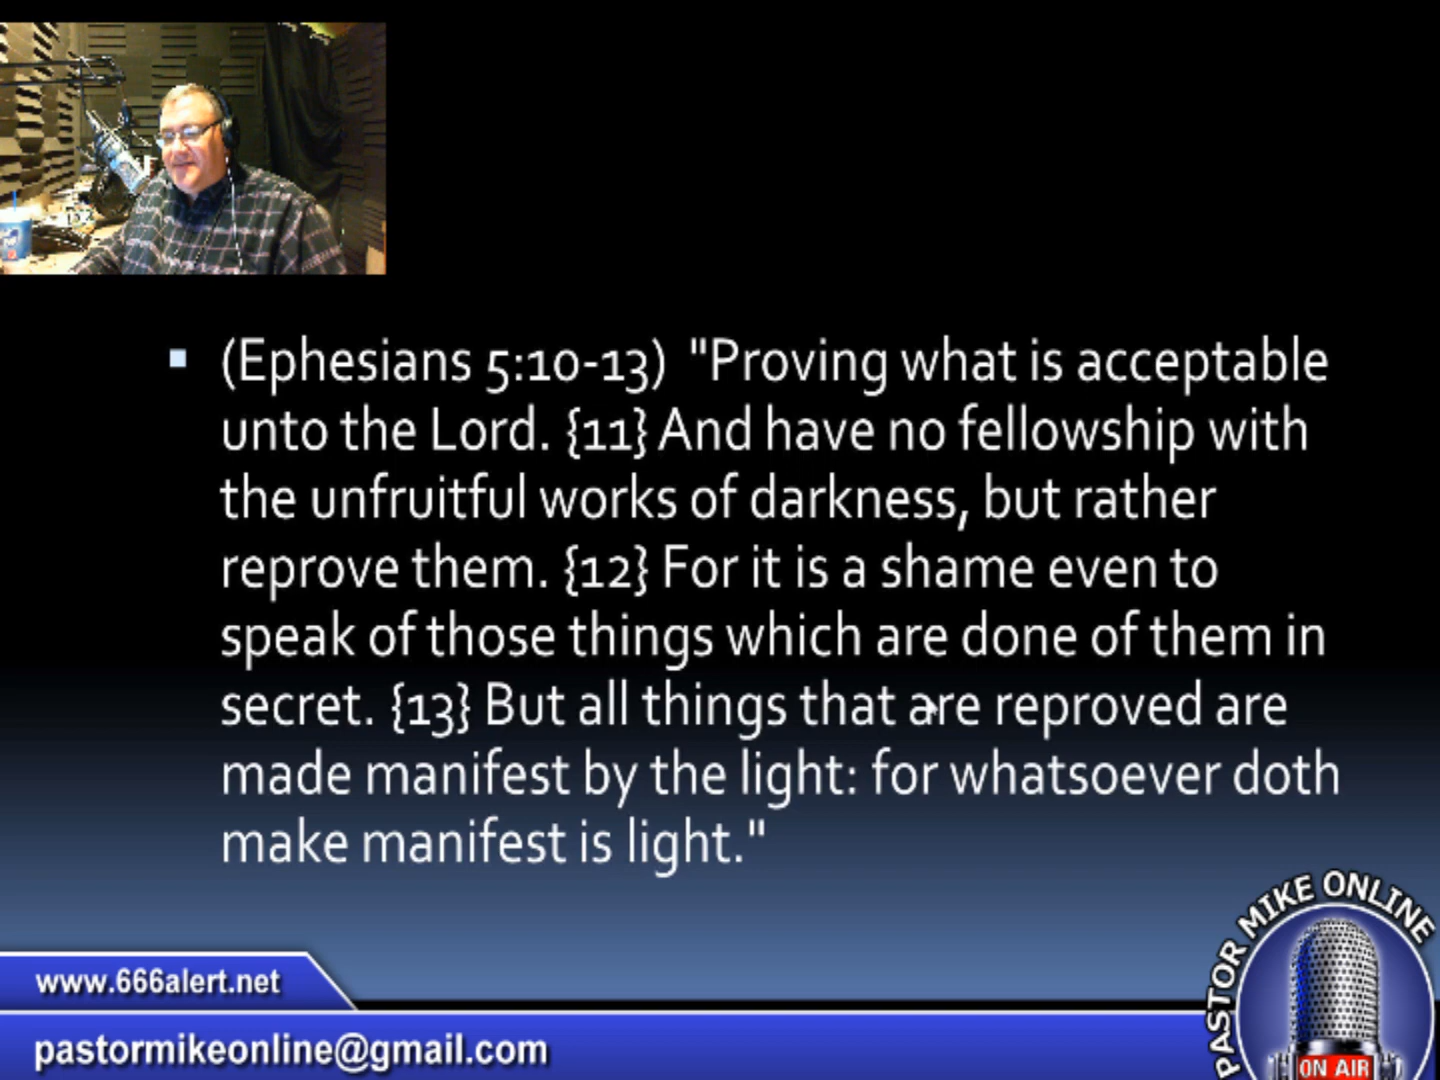 (Ephesians 5:10-13) "Proving what is acceptable
unto the Lord. {11} And have no fellowship with
the unfruitful works of darkness, but rather
reprove them. {12} For it is a shame even to
speak of those things which are done of them in
secret. {13} But all things that are reproved are
made manifest by the light: for whatsoever doth
make manifest is light."
www.666alert.net
pastormikeonline@gmail.com
PASTOR MIKE ONLINE
ON AIR